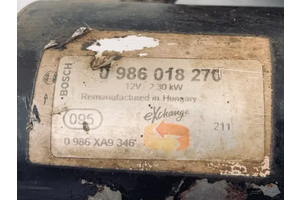 BOSCH
0 986 018 270
12V 2.30 kW
Remanufactured in Hungary
095
eXchange
211
0 986 XA9 346